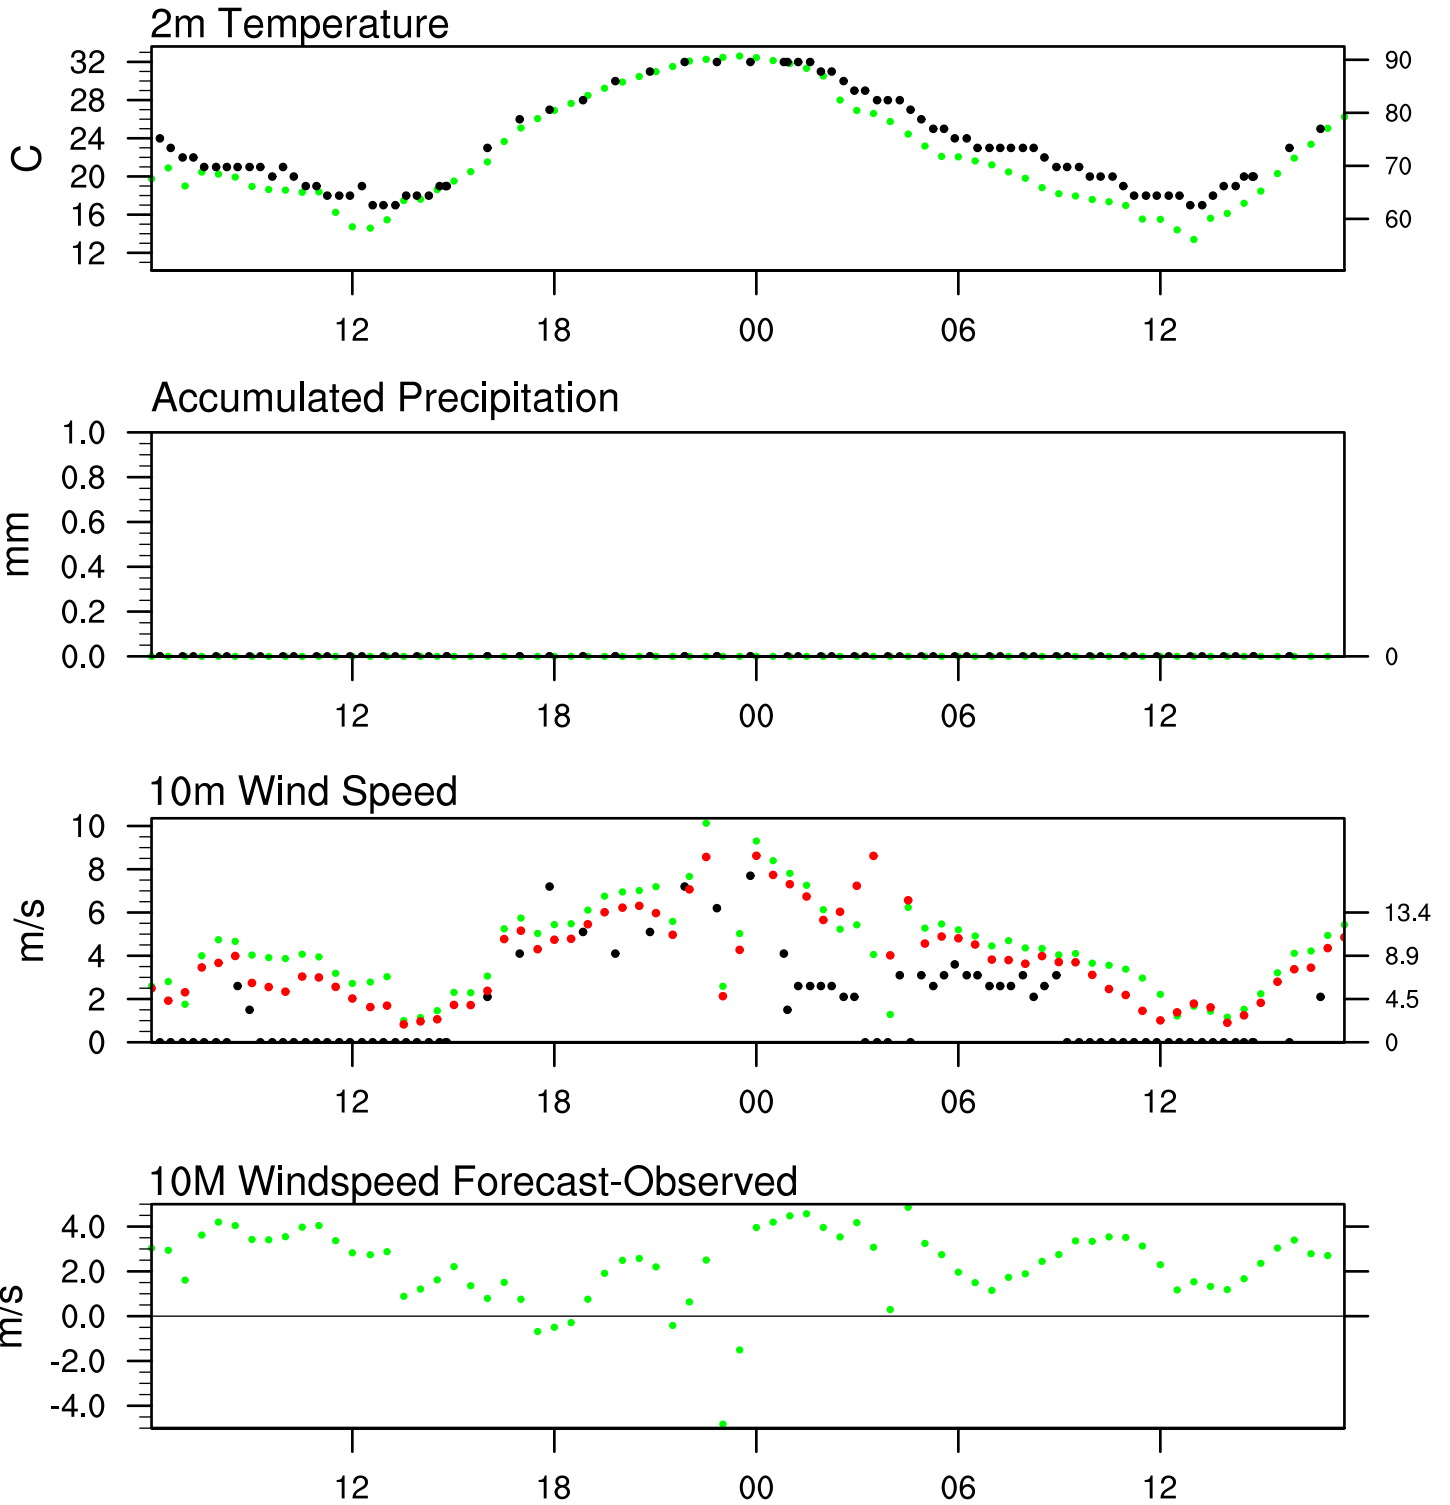 2m Temperature
32
28
24
20
16
12
C
90
80
70
60
12 18 00 06 12
Accumulated Precipitation
1.0
0.8
0.6
0.4
0.2
0.0
mm
0
12 18 00 06 12
10m Wind Speed
10
8
6
4
2
0
m/s
13.4
8.9
4.5
0
12 18 00 06 12
10M Windspeed Forecast-Observed
4.0
2.0
0.0
-2.0
-4.0
m/s
12 18 00 06 12